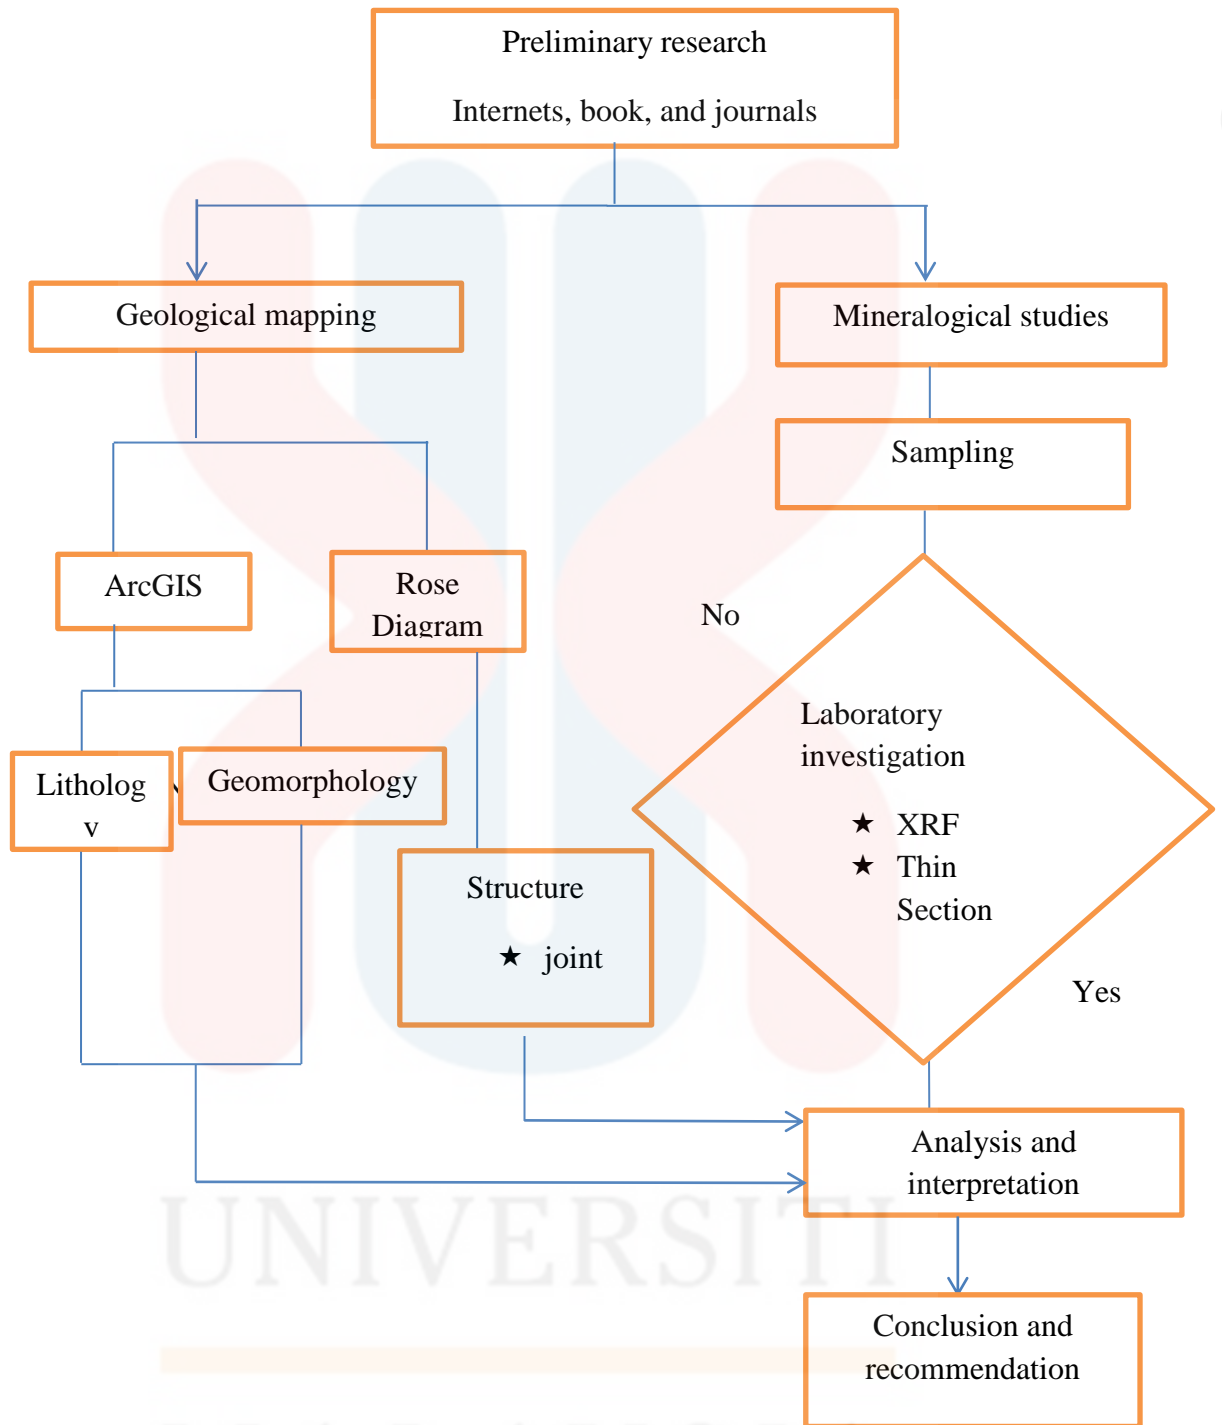 Preliminary research
Internets, book, and journals
Geological mapping
Mineralogical studies
Sampling
ArcGIS
Rose
Diagram
No
Laboratory
investigation
★ XRF
★ Thin
Section
Litholog
y
Geomorphology
Structure
★ joint
Yes
Analysis and
interpretation
Conclusion and
recommendation
UNIVERSITI